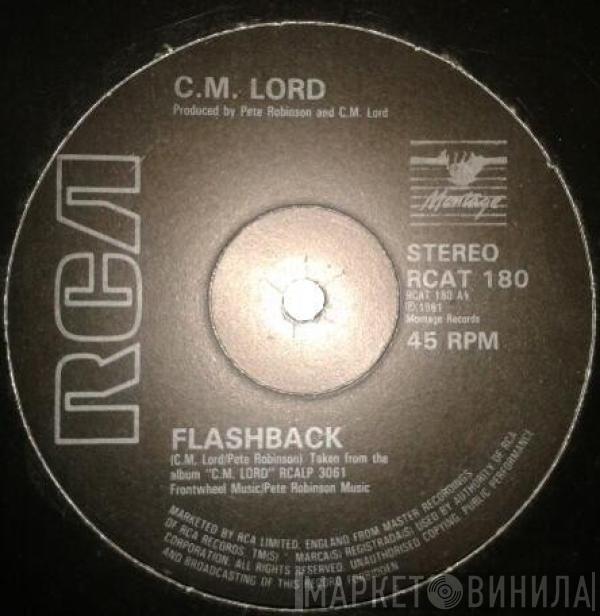 C.M. LORD
Produced by Pete Robinson and C.M. Lord
RCA
Montage
STEREO
RCAT 180
RCAT 180 A
℗ 1981
Montage Records
45 RPM
FLASHBACK
(C.M. Lord/Pete Robinson) Taken from the
album "C.M. LORD" RCALP 3061
Frontwheel Music/Pete Robinson Music
MARKETED BY RCA LIMITED, ENGLAND FROM MASTER RECORDINGS
OF RCA RECORDS. TM(S) ® MARCA(S) REGISTRADA(S) USED BY AUTHORITY OF RCA
CORPORATION. ALL RIGHTS RESERVED. UNAUTHORISED COPYING, PUBLIC PERFORMANCE
AND BROADCASTING OF THIS RECORD FORBIDDEN
МАРКЕТ ВИНИЛА